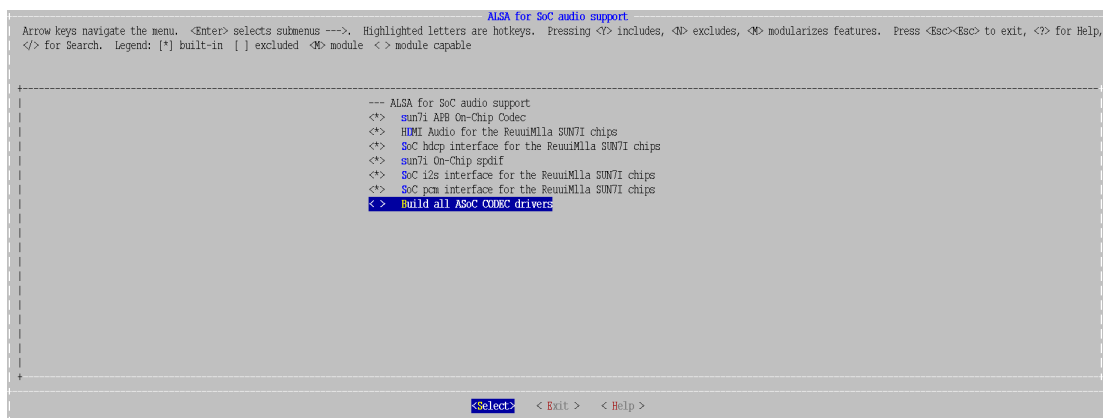 ALSA for SoC audio support
Arrow keys navigate the menu. <Enter> selects submenus --->. Highlighted letters are hotkeys. Pressing <Y> includes, <N> excludes, <M> modularizes features. Press <Esc><Esc> to exit, <?> for Help,
</> for Search. Legend: [*] built-in [ ] excluded <M> module < > module capable
--- ALSA for SoC audio support
<*> sun7i APB On-Chip Codec
<*> HDMI Audio for the ReuuiMlla SUN7I chips
<*> SoC hdcp interface for the ReuuiMlla SUN7I chips
<*> sun7i On-Chip spdif
<*> SoC i2s interface for the ReuuiMlla SUN7I chips
<*> SoC pcm interface for the ReuuiMlla SUN7I chips
< > Build all ASoC CODEC drivers
<Select> < Exit > < Help >